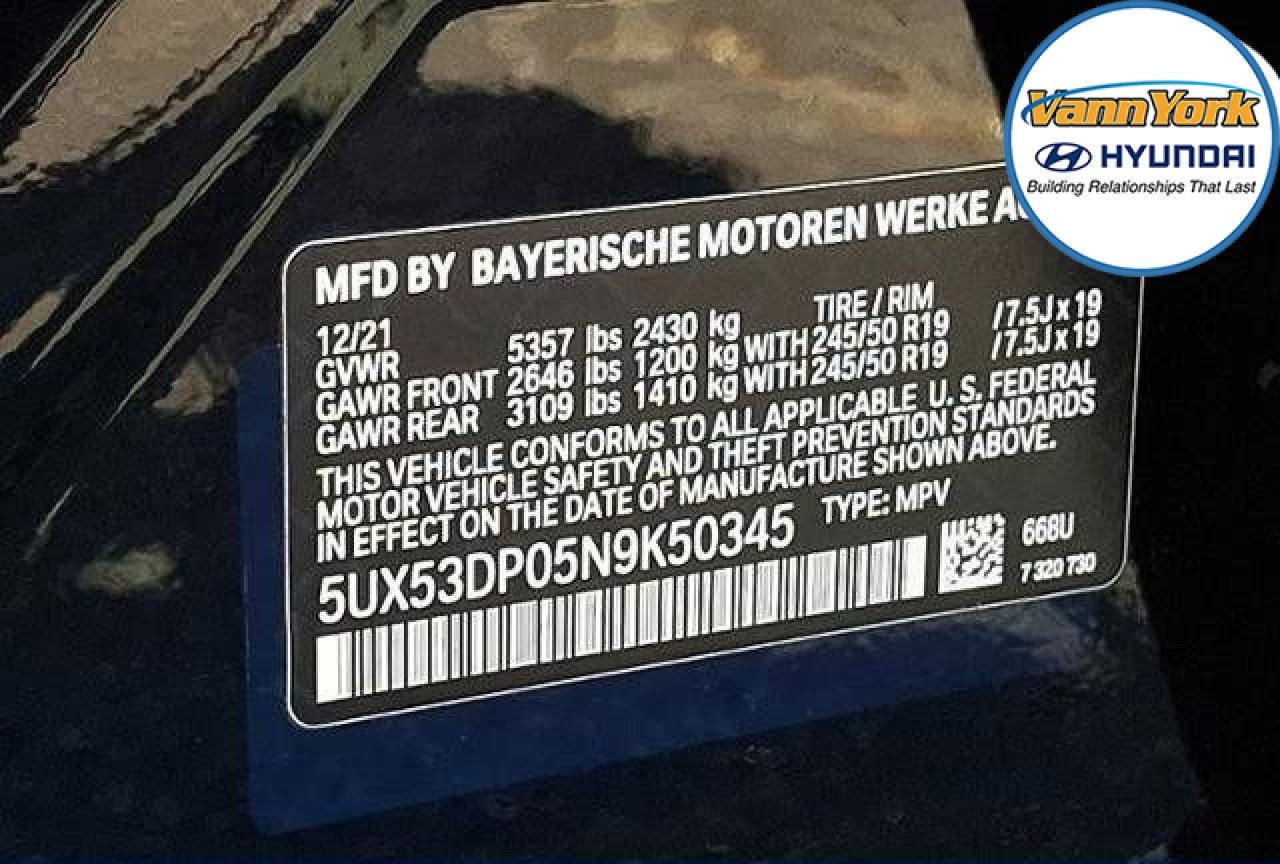 VannYork
HYUNDAI
Building Relationships That Last
MFD BY BAYERISCHE MOTOREN WERKE
12/21 TIRE / RIM
GVWR 5357 lbs 2430 kg
GAWR FRONT 2646 lbs 1200 kg WITH 245/50 R19 /7.5J x 19
GAWR REAR 3109 lbs 1410 kg WITH 245/50 R19 /7.5J x 19
THIS VEHICLE CONFORMS TO ALL APPLICABLE U. S. FEDERAL
MOTOR VEHICLE SAFETY AND THEFT PREVENTION STANDARDS
IN EFFECT ON THE DATE OF MANUFACTURE SHOWN ABOVE.
5UX53DP05N9K50345 TYPE: MPV
668U
7 320 730